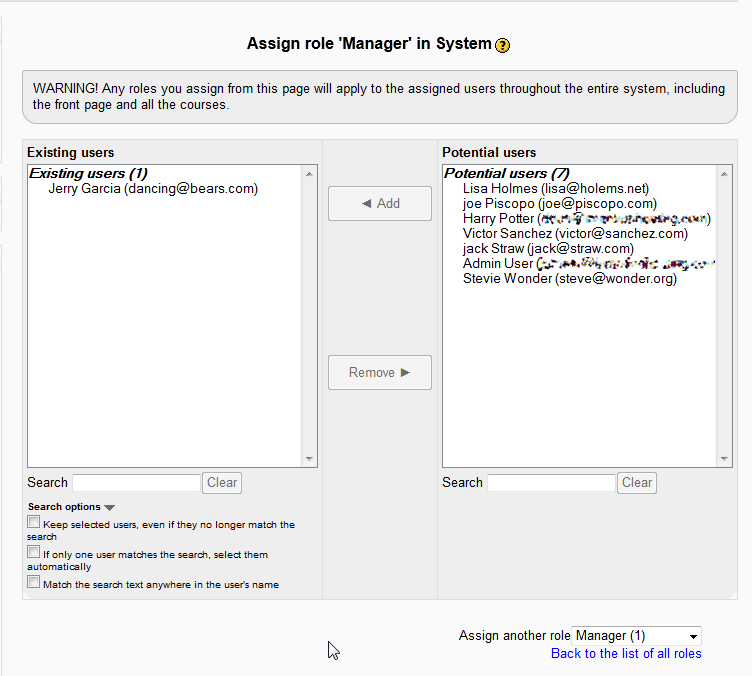 Assign role 'Manager' in System
WARNING! Any roles you assign from this page will apply to the assigned users throughout the entire system, including
the front page and all the courses.
Existing users
Existing users (1)
Jerry Garcia (dancing@bears.com)
◄ Add
Remove ►
Search
Clear
Search options
Keep selected users, even if they no longer match the
search
If only one user matches the search, select them
automatically
Match the search text anywhere in the user's name
Potential users
Potential users (7)
Lisa Holmes (lisa@holems.net)
joe Piscopo (joe@piscopo.com)
Harry Potter (
Victor Sanchez (victor@sanchez.com)
jack Straw (jack@straw.com)
Admin User (
Stevie Wonder (steve@wonder.org)
Search
Clear
Assign another role Manager (1)
Back to the list of all roles